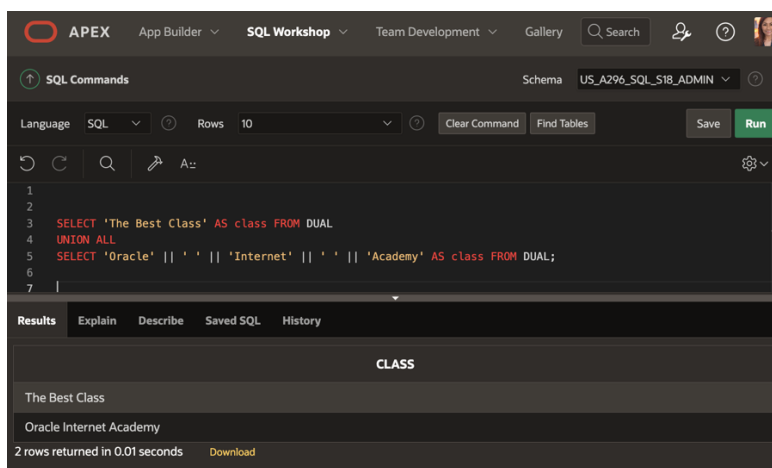 APEX App Builder SQL Workshop Team Development Gallery Search
SQL Commands Schema US_A296_SQL_S18_ADMIN
Language SQL Rows 10 Clear Command Find Tables Save Run
A
1
2
3 SELECT 'The Best Class' AS class FROM DUAL
4 UNION ALL
5 SELECT 'Oracle' || ' ' || 'Internet' || ' ' || 'Academy' AS class FROM DUAL;
6
7
Results Explain Describe Saved SQL History
CLASS
The Best Class
Oracle Internet Academy
2 rows returned in 0.01 seconds Download